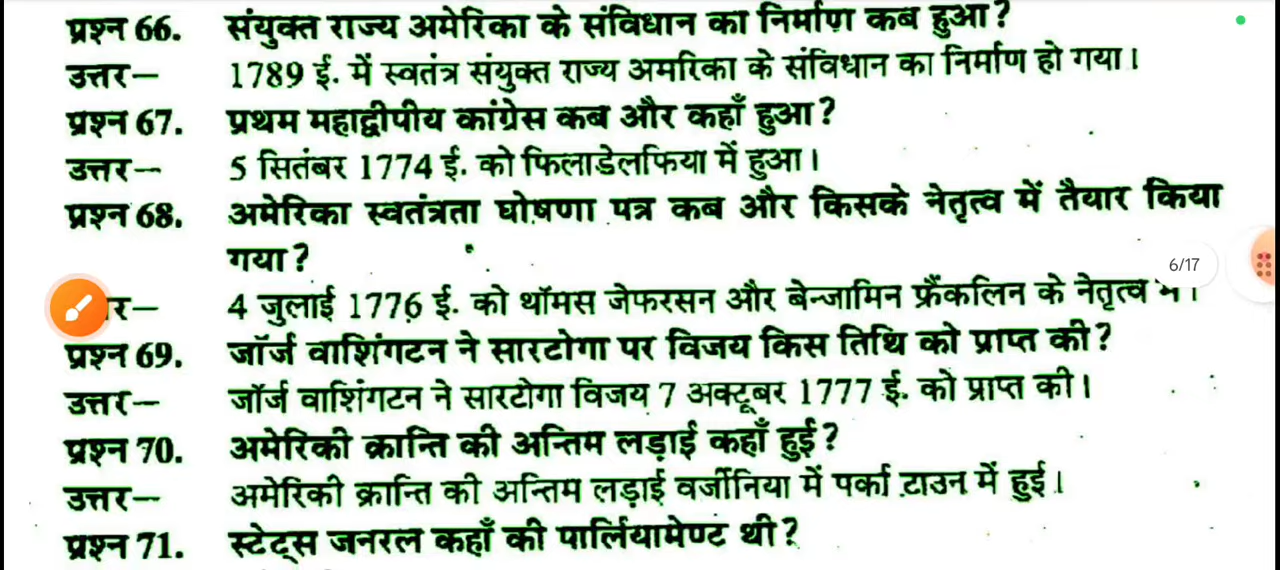 प्रश्न 66. संयुक्त राज्य अमेरिका के संविधान का निर्माण कब हुआ?
उत्तर— 1789 ई. में स्वतंत्र संयुक्त राज्य अमरिका के संविधान का निर्माण हो गया।
प्रश्न 67. प्रथम महाद्वीपीय कांग्रेस कब और कहाँ हुआ?
उत्तर— 5 सितंबर 1774 ई. को फिलाडेलफिया में हुआ।
प्रश्न 68. अमेरिका स्वतंत्रता घोषणा पत्र कब और किसके नेतृत्व में तैयार किया
गया?
6/17
र— 4 जुलाई 1776 ई. को थॉमस जेफरसन और बेन्जामिन फ्रैंकलिन के नेतृत्व में।
प्रश्न 69. जॉर्ज वाशिंगटन ने सारटोगा पर विजय किस तिथि को प्राप्त की?
उत्तर— जॉर्ज वाशिंगटन ने सारटोगा विजय 7 अक्टूबर 1777 ई. को प्राप्त की।
प्रश्न 70. अमेरिकी क्रान्ति की अन्तिम लड़ाई कहाँ हुई?
उत्तर— अमेरिकी क्रान्ति की अन्तिम लड़ाई वर्जीनिया में पर्का टाउन में हुई।
प्रश्न 71. स्टेट्स जनरल कहाँ की पार्लियामेण्ट थी?